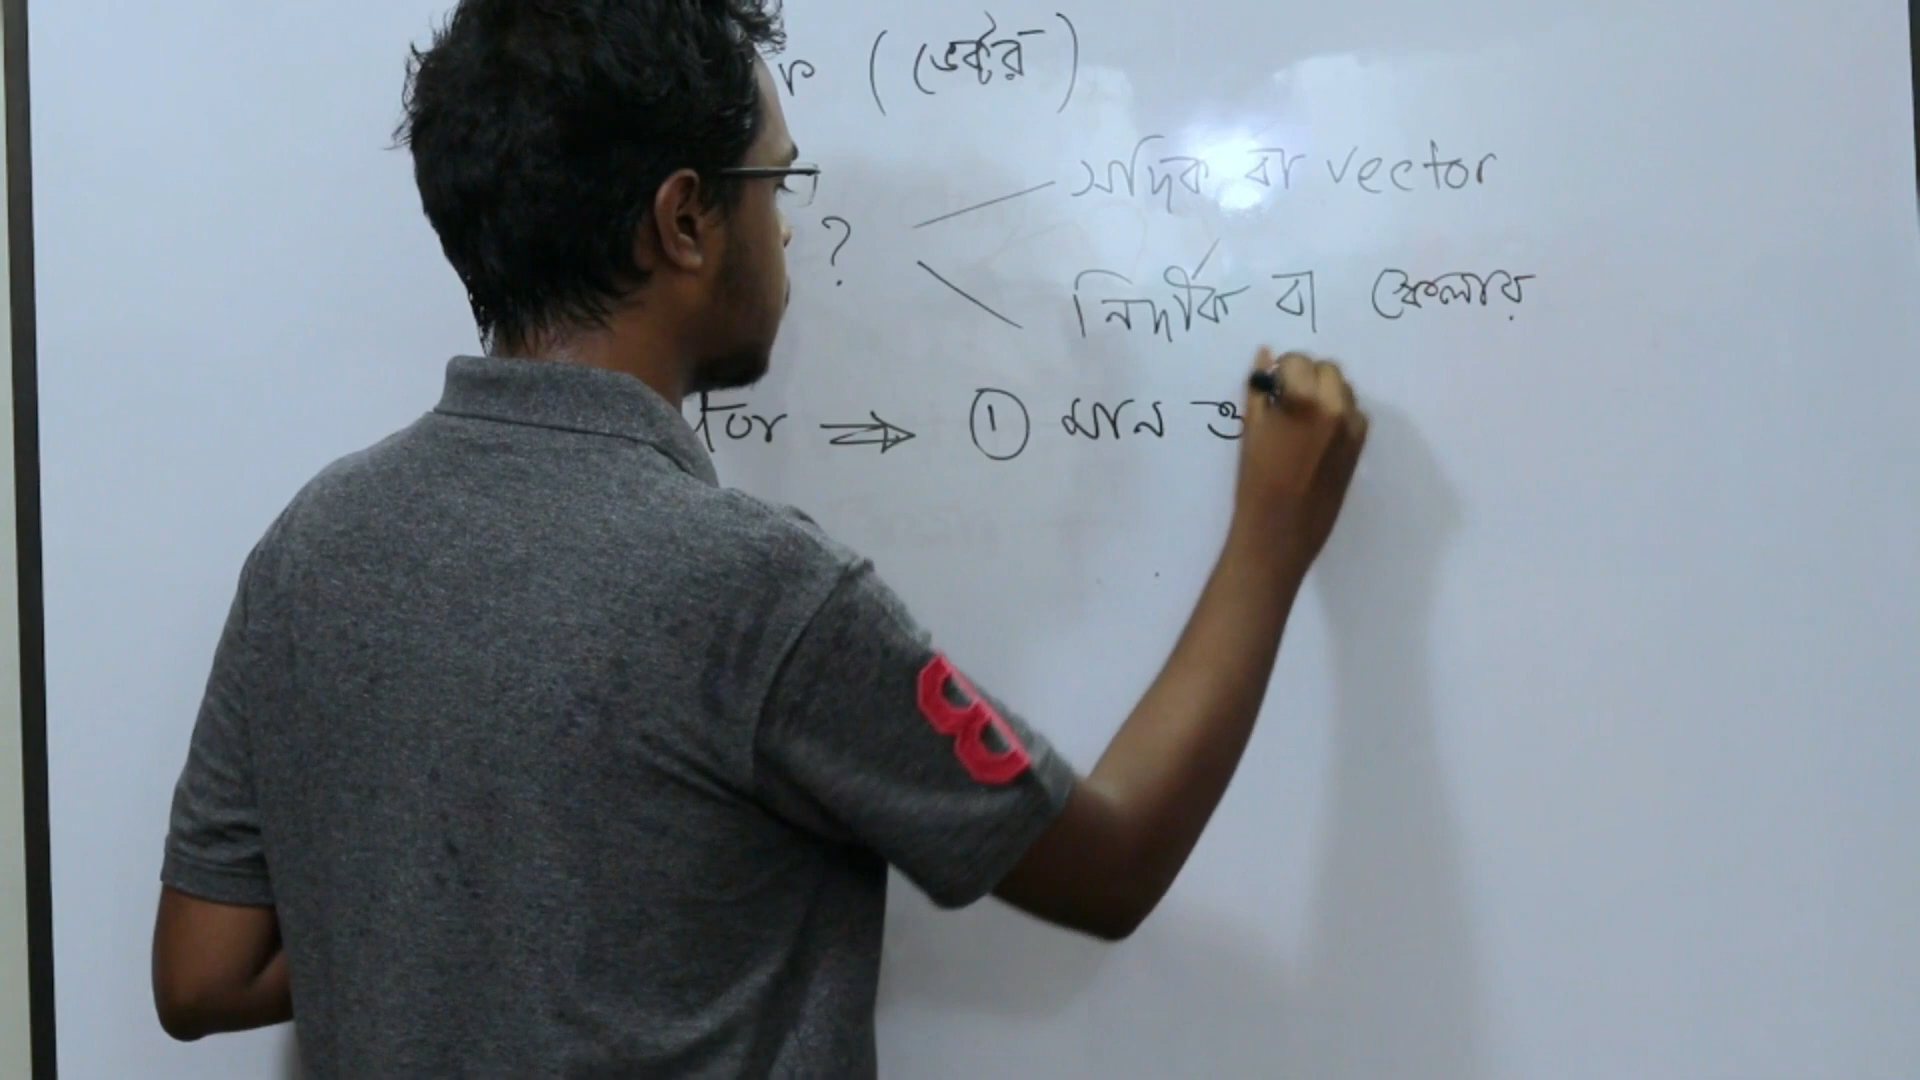 r (ভেক্টর)
? সদিক বা vector
নির্দিক বা স্কেলার
tor ⇒ ① মান ও